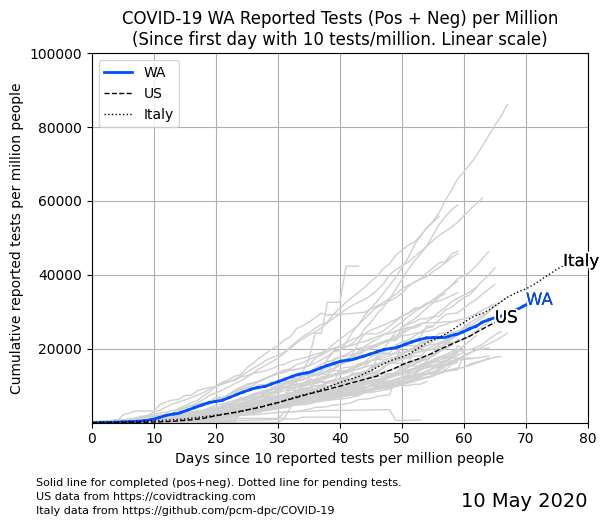 COVID-19 WA Reported Tests (Pos + Neg) per Million
(Since first day with 10 tests/million. Linear scale)
Cumulative reported tests per million people
100000
80000
60000
40000
20000
WA
US
Italy
Italy
WA
US
0 10 20 30 40 50 60 70 80
Days since 10 reported tests per million people
Solid line for completed (pos+neg). Dotted line for pending tests.
US data from https://covidtracking.com
Italy data from https://github.com/pcm-dpc/COVID-19
10 May 2020